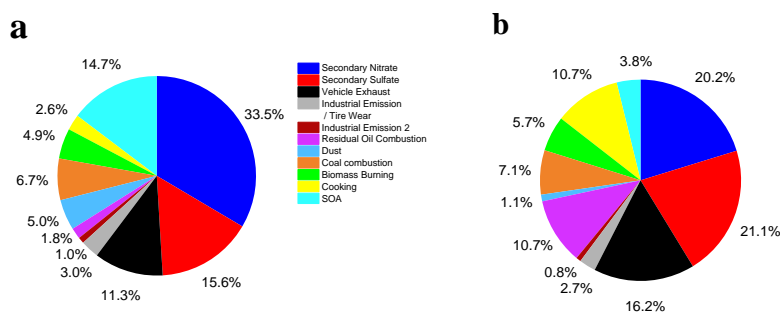 a
b
14.7%
2.6%
4.9%
6.7%
5.0%
1.8%
1.0%
3.0%
11.3%
15.6%
33.5%
Secondary Nitrate
Secondary Sulfate
Vehicle Exhaust
Industrial Emission
/ Tire Wear
Industrial Emission 2
Residual Oil Combustion
Dust
Coal combustion
Biomass Burning
Cooking
SOA
3.8%
10.7%
5.7%
7.1%
1.1%
10.7%
0.8%
2.7%
16.2%
21.1%
20.2%